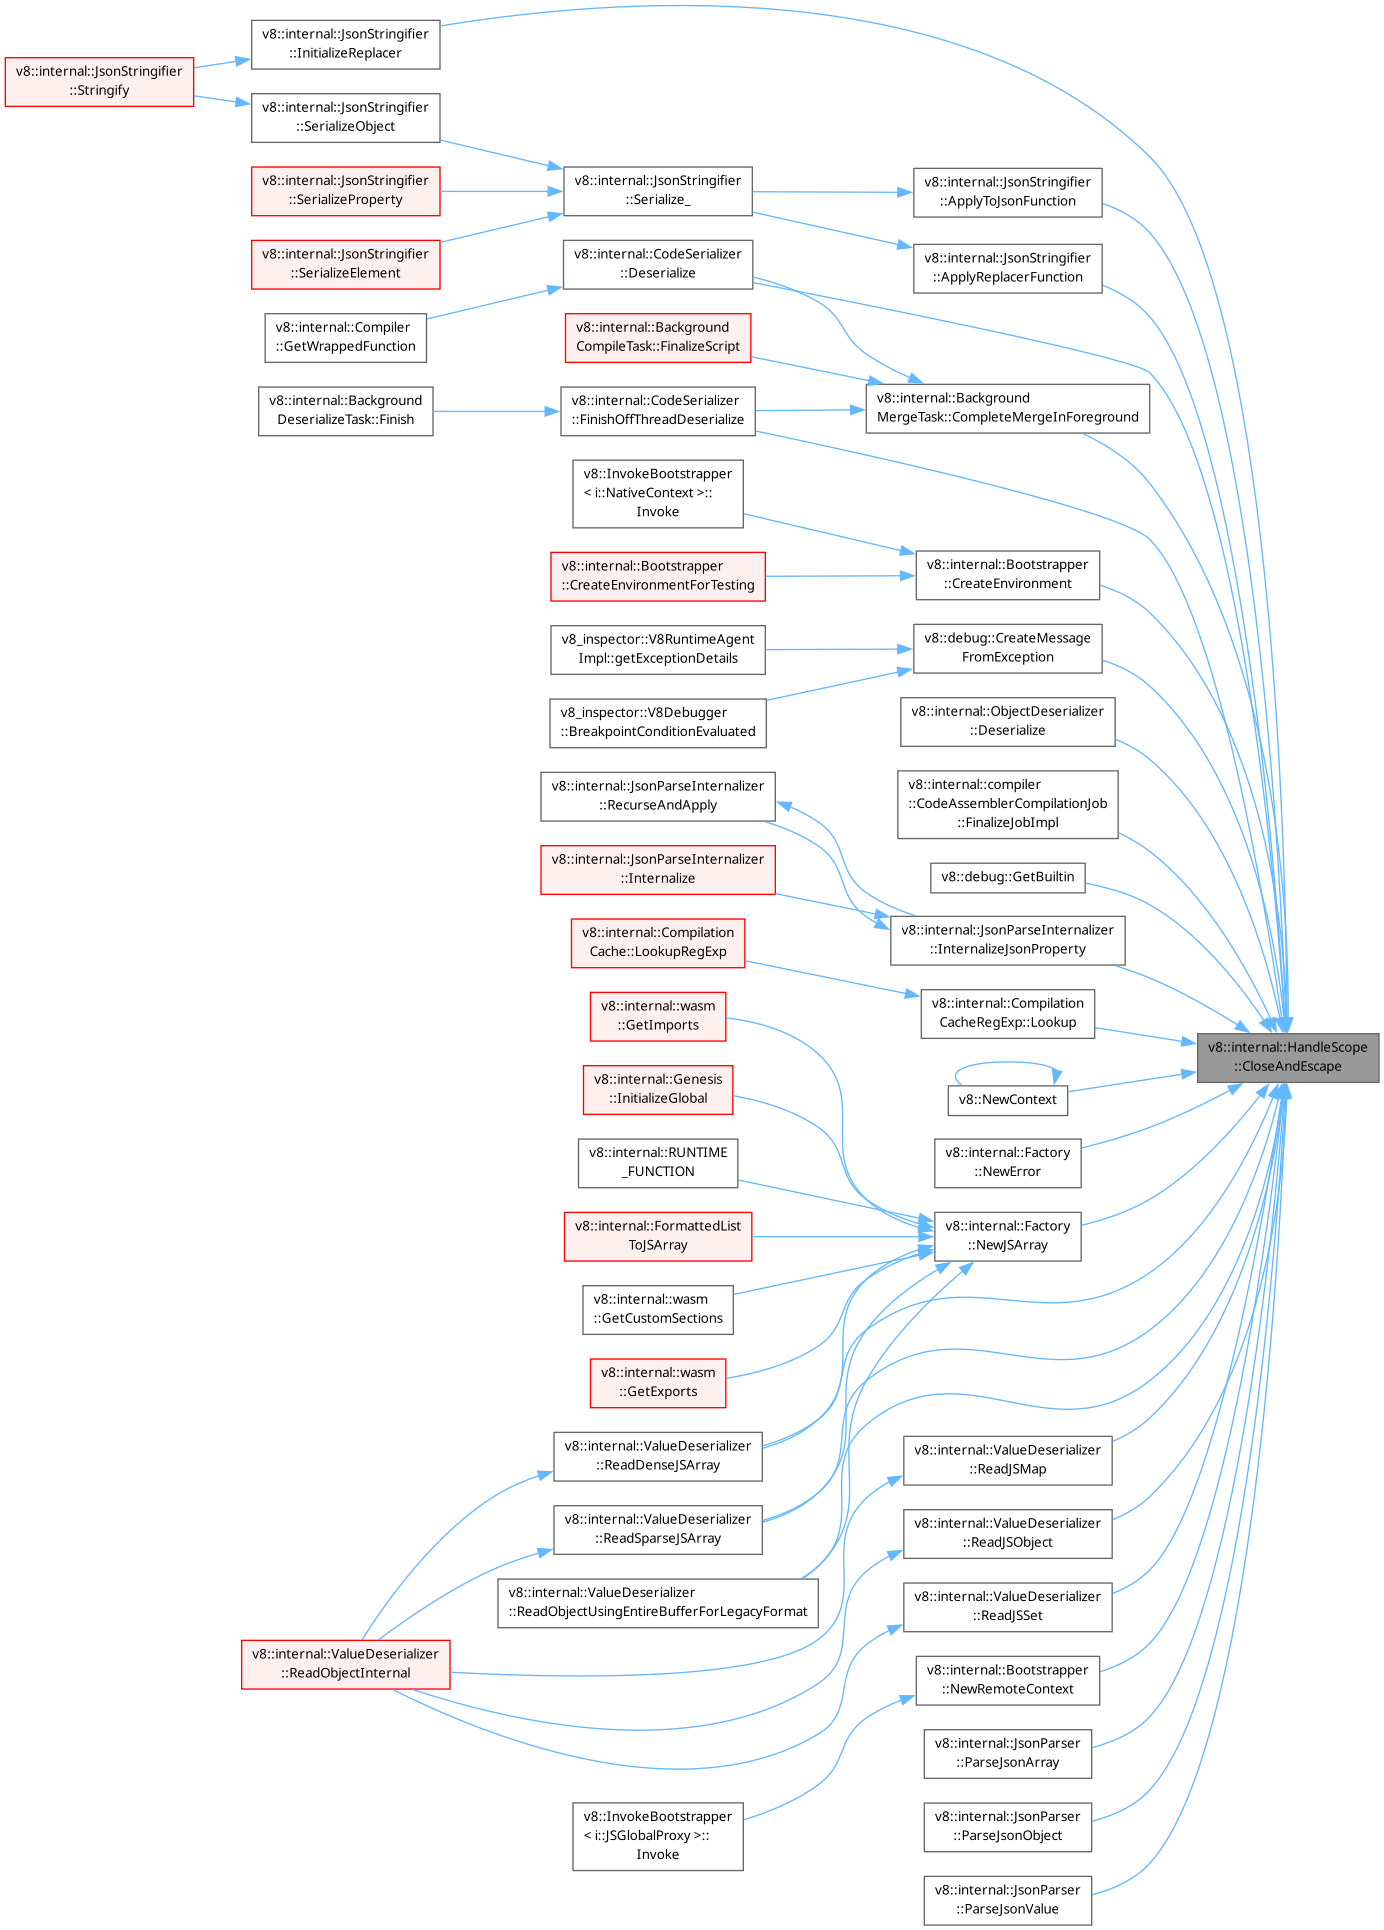 v8::internal::JsonStringifier
::InitializeReplacer
v8::internal::JsonStringifier
::Stringify
v8::internal::JsonStringifier
::SerializeObject
v8::internal::JsonStringifier
::SerializeProperty
v8::internal::JsonStringifier
::Serialize_
v8::internal::JsonStringifier
::ApplyToJsonFunction
v8::internal::JsonStringifier
::SerializeElement
v8::internal::CodeSerializer
::Deserialize
v8::internal::JsonStringifier
::ApplyReplacerFunction
v8::internal::Compiler
::GetWrappedFunction
v8::internal::Background
CompileTask::FinalizeScript
v8::internal::Background
DeserializeTask::Finish
v8::internal::CodeSerializer
::FinishOffThreadDeserialize
v8::internal::Background
MergeTask::CompleteMergeInForeground
v8::InvokeBootstrapper
< i::NativeContext >::
Invoke
v8::internal::Bootstrapper
::CreateEnvironmentForTesting
v8::internal::Bootstrapper
::CreateEnvironment
v8_inspector::V8RuntimeAgent
Impl::getExceptionDetails
v8::debug::CreateMessage
FromException
v8_inspector::V8Debugger
::BreakpointConditionEvaluated
v8::internal::ObjectDeserializer
::Deserialize
v8::internal::JsonParseInternalizer
::RecurseAndApply
v8::internal::compiler
::CodeAssemblerCompilationJob
::FinalizeJobImpl
v8::internal::JsonParseInternalizer
::Internalize
v8::debug::GetBuiltin
v8::internal::Compilation
Cache::LookupRegExp
v8::internal::JsonParseInternalizer
::InternalizeJsonProperty
v8::internal::wasm
::GetImports
v8::internal::Compilation
CacheRegExp::Lookup
v8::internal::HandleScope
::CloseAndEscape
v8::internal::Genesis
::InitializeGlobal
v8::NewContext
v8::internal::RUNTIME
_FUNCTION
v8::internal::Factory
::NewError
v8::internal::FormattedList
ToJSArray
v8::internal::Factory
::NewJSArray
v8::internal::wasm
::GetCustomSections
v8::internal::wasm
::GetExports
v8::internal::ValueDeserializer
::ReadDenseJSArray
v8::internal::ValueDeserializer
::ReadJSMap
v8::internal::ValueDeserializer
::ReadSparseJSArray
v8::internal::ValueDeserializer
::ReadJSObject
v8::internal::ValueDeserializer
::ReadObjectUsingEntireBufferForLegacyFormat
v8::internal::ValueDeserializer
::ReadJSSet
v8::internal::ValueDeserializer
::ReadObjectInternal
v8::internal::Bootstrapper
::NewRemoteContext
v8::internal::JsonParser
::ParseJsonArray
v8::InvokeBootstrapper
< i::JSGlobalProxy >::
Invoke
v8::internal::JsonParser
::ParseJsonObject
v8::internal::JsonParser
::ParseJsonValue